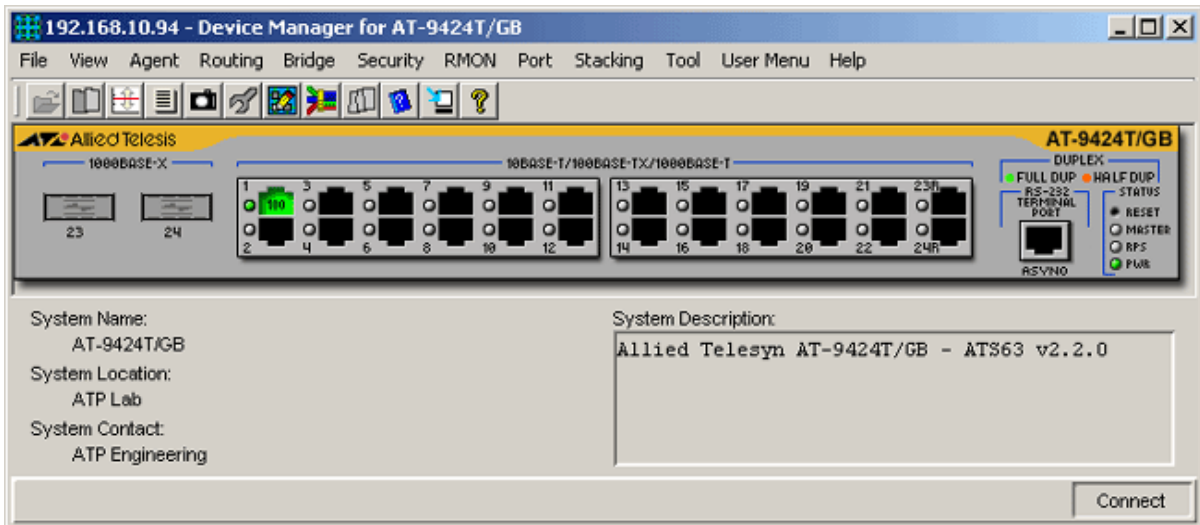 192.168.10.94 - Device Manager for AT-9424T/GB
File View Agent Routing Bridge Security RMON Port Stacking Tool User Menu Help
Allied Telesis
AT-9424T/GB
1000BASE-X
10BASE-T/100BASE-TX/1000BASE-T
DUPLEX
FULL DUP HALF DUP
1 3 5 7 9 11 13 15 17 19 21 23R
100
23 24
2 4 6 8 10 12 14 16 18 20 22 24R
RS-232
TERMINAL
PORT
ASYNO
STATUS
RESET
MASTER
RPS
PWR
System Name:
AT-9424T/GB
System Location:
ATP Lab
System Contact:
ATP Engineering
System Description:
Allied Telesyn AT-9424T/GB - ATS63 v2.2.0
Connect